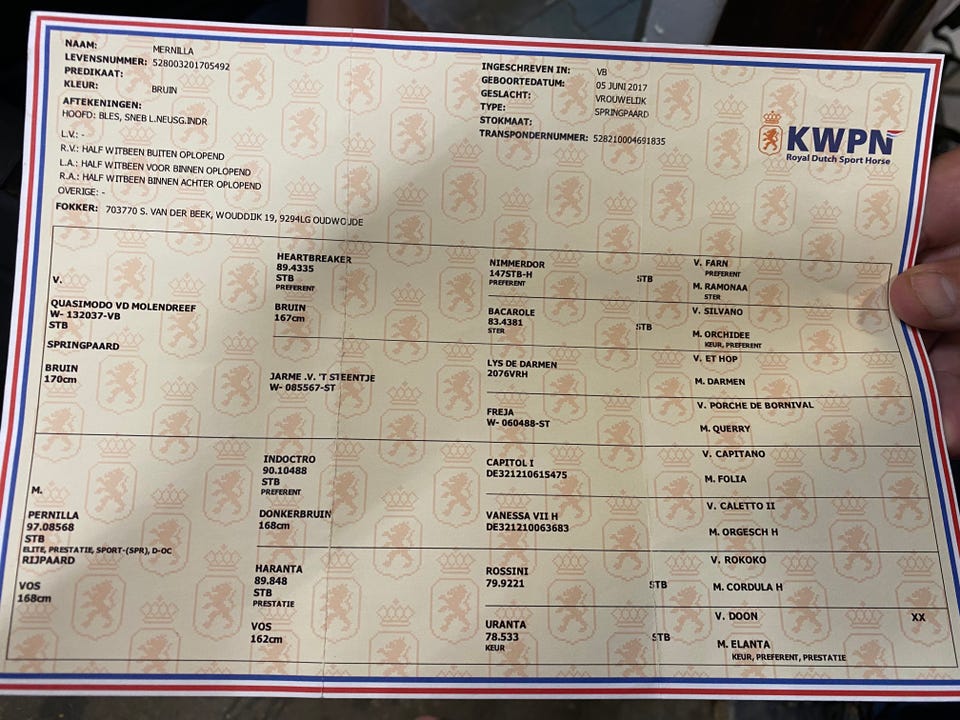 NAAM: MERNILLA
LEVENSNUMMER: 528003201705492
PREDIKAAT:
KLEUR: BRUIN
AFTEKENINGEN:
HOOFD: BLES, SNEB L.NEUSG.INDR
L.V.: -
R.V.: HALF WITBEEN BUITEN OPLOPEND
L.A.: HALF WITBEEN VOOR BINNEN OPLOPEND
R.A.: HALF WITBEEN BINNEN ACHTER OPLOPEND
OVERIGE: -
FOKKER: 703770 S. VAN DER BEEK, WOUDDIJK 19, 9294LG OUDWOUDE
INGESCHREVEN IN: VB
GEBOORTEDATUM: 05 JUNI 2017
GESLACHT: VROUWELIJK
TYPE: SPRINGPAARD
STOKMAAT:
TRANSPONDERNUMMER: 528210004691835
KWPN
Royal Dutch Sport Horse
V.
QUASIMODO VD MOLENDREEF
W- 132037-VB
STB
SPRINGPAARD
BRUIN
170cm
HEARTBREAKER
89.4335
STB
PREFERENT
BRUIN
167cm
JARME .V. 'T STEENTJE
W- 085567-ST
NIMMERDOR
147STB-H STB
PREFERENT
BACAROLE
83.4381 STB
STER
LYS DE DARMEN
2076VRH
FREJA
W- 060488-ST
V. FARN
PREFERENT
M. RAMONAA
STER
V. SILVANO
M. ORCHIDEE
KEUR, PREFERENT
V. ET HOP
M. DARMEN
V. PORCHE DE BORNIVAL
M. QUERRY
M.
PERNILLA
97.08568
STB
ELITE, PRESTATIE, SPORT-(SPR), D-OC
RIJPAARD
VOS
168cm
INDOCTRO
90.10488
STB
PREFERENT
DONKERBRUIN
168cm
HARANTA
89.848
STB
PRESTATIE
VOS
162cm
CAPITOL I
DE321210615475
VANESSA VII H
DE321210063683
ROSSINI
79.9221 STB
URANTA
78.533 STB
KEUR
V. CAPITANO
M. FOLIA
V. CALETTO II
M. ORGESCH H
V. ROKOKO
M. CORDULA H
V. DOON XX
M. ELANTA
KEUR, PREFERENT, PRESTATIE